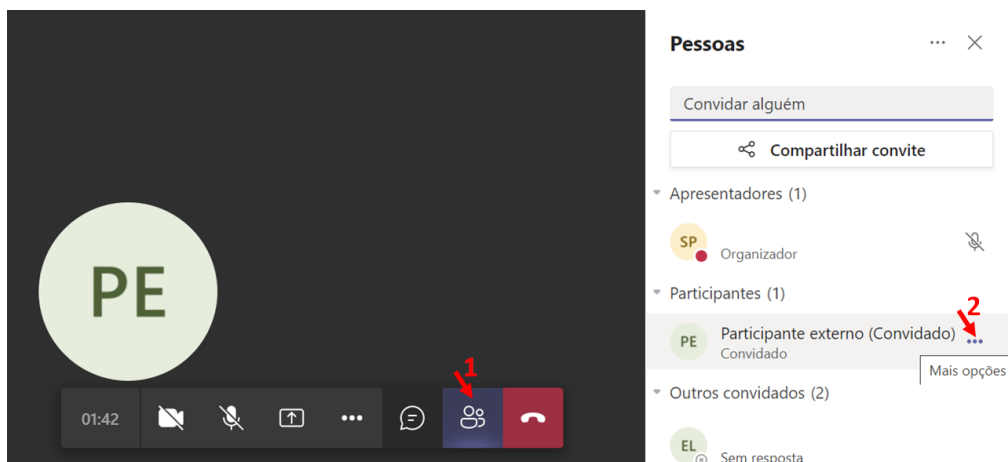 Pessoas
Convidar alguém
Compartilhar convite
Apresentadores (1)
SP
Organizador
Participantes (1)
2
PE
Participante externo (Convidado)
Convidado
Mais opções
Outros convidados (2)
EL
Sem resposta
PE
1
01:42